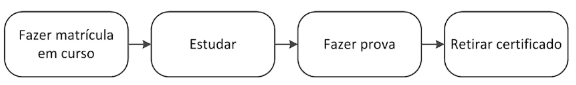 Fazer matrícula
em curso
Estudar
Fazer prova
Retirar certificado